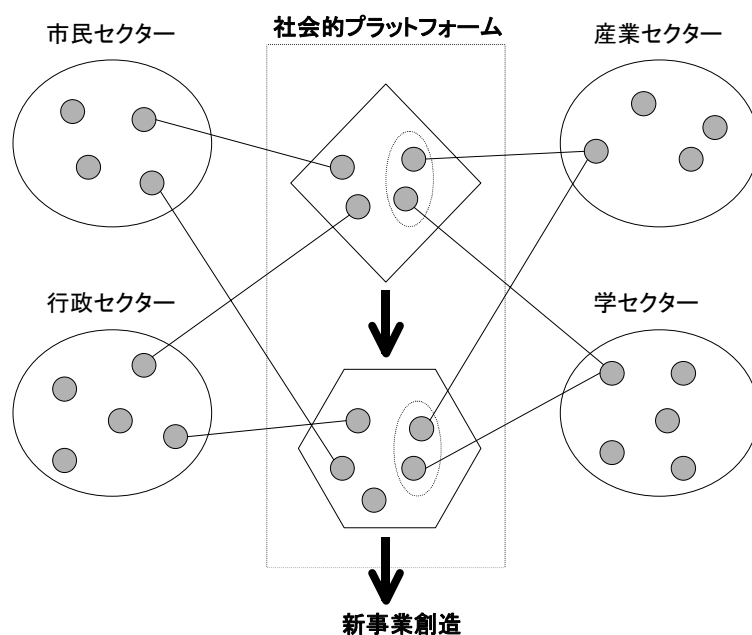 社会的プラットフォーム
市民セクター
産業セクター
行政セクター
学セクター
新事業創造